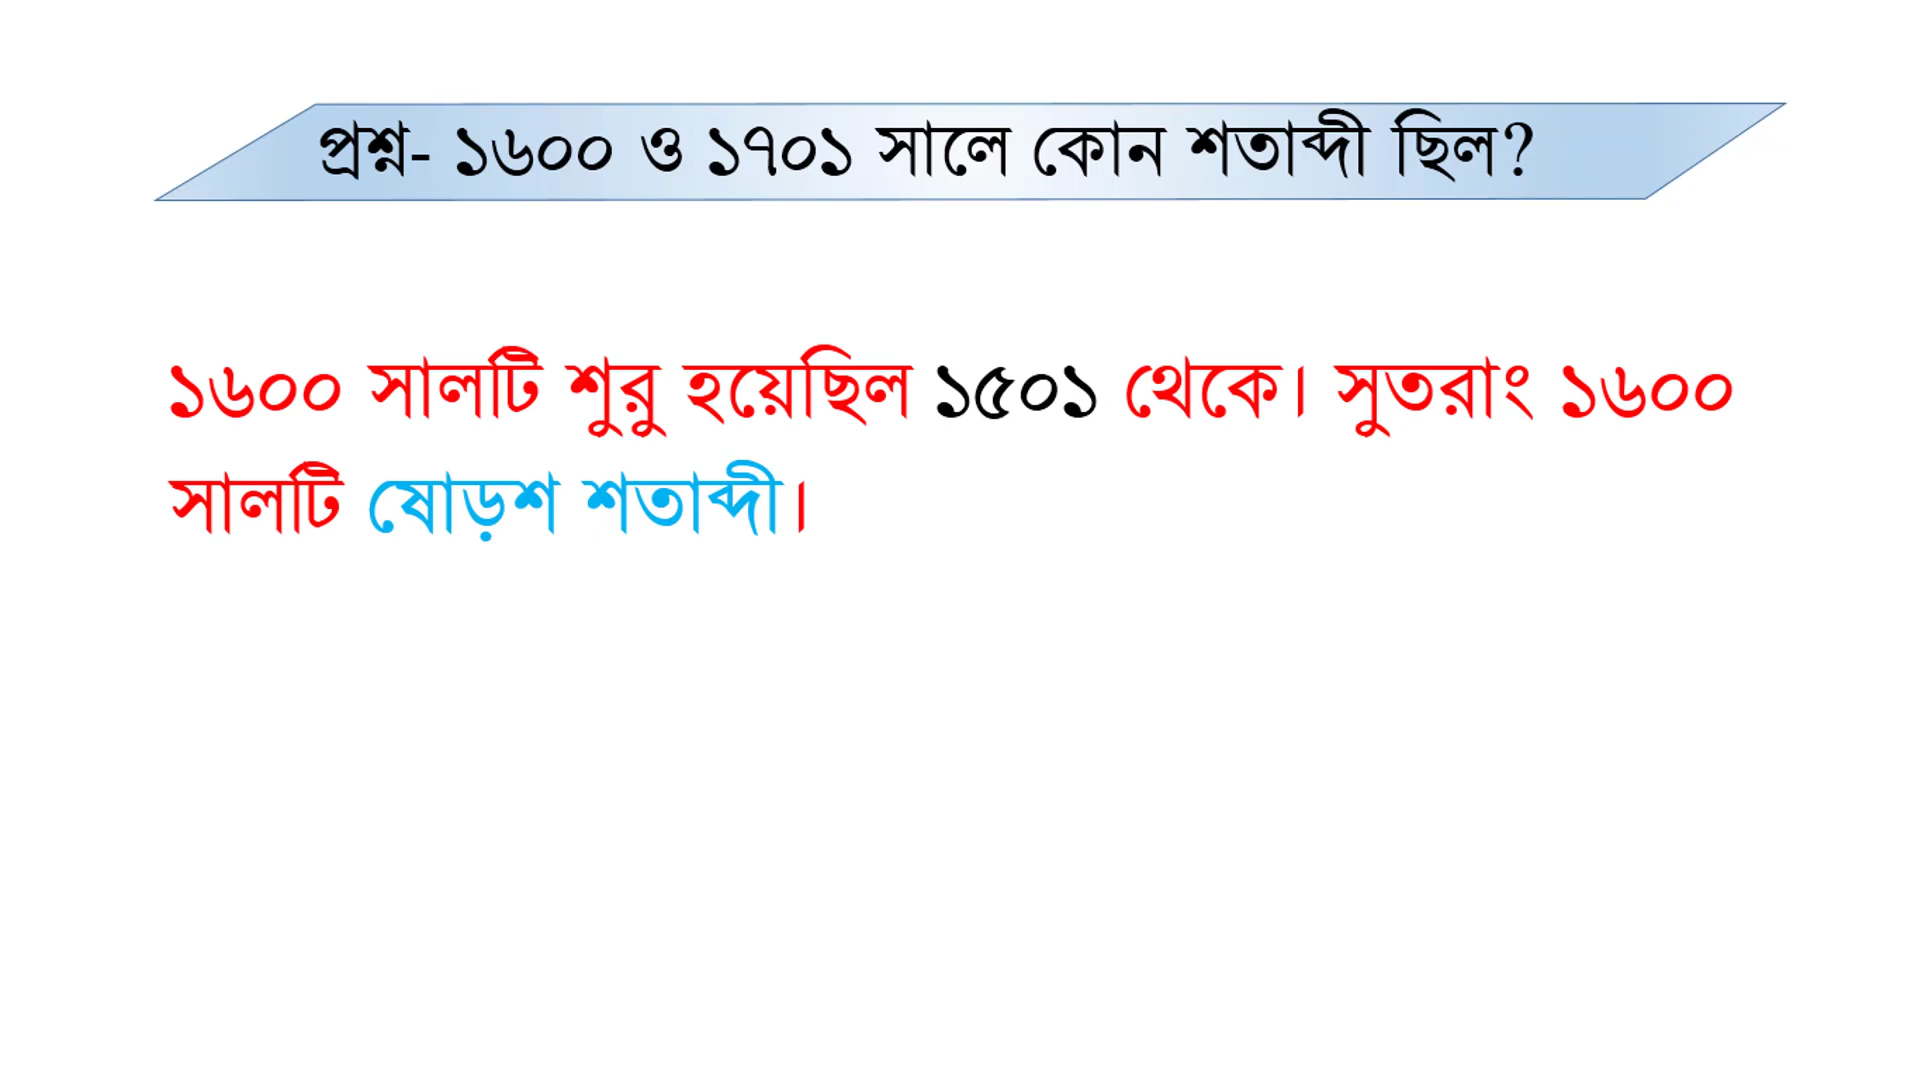 প্রশ্ন- ১৬০০ ও ১৭০১ সালে কোন শতাব্দী ছিল?
১৬০০ সালটি শুরু হয়েছিল ১৫০১ থেকে। সুতরাং ১৬০০
সালটি ষোড়শ শতাব্দী।